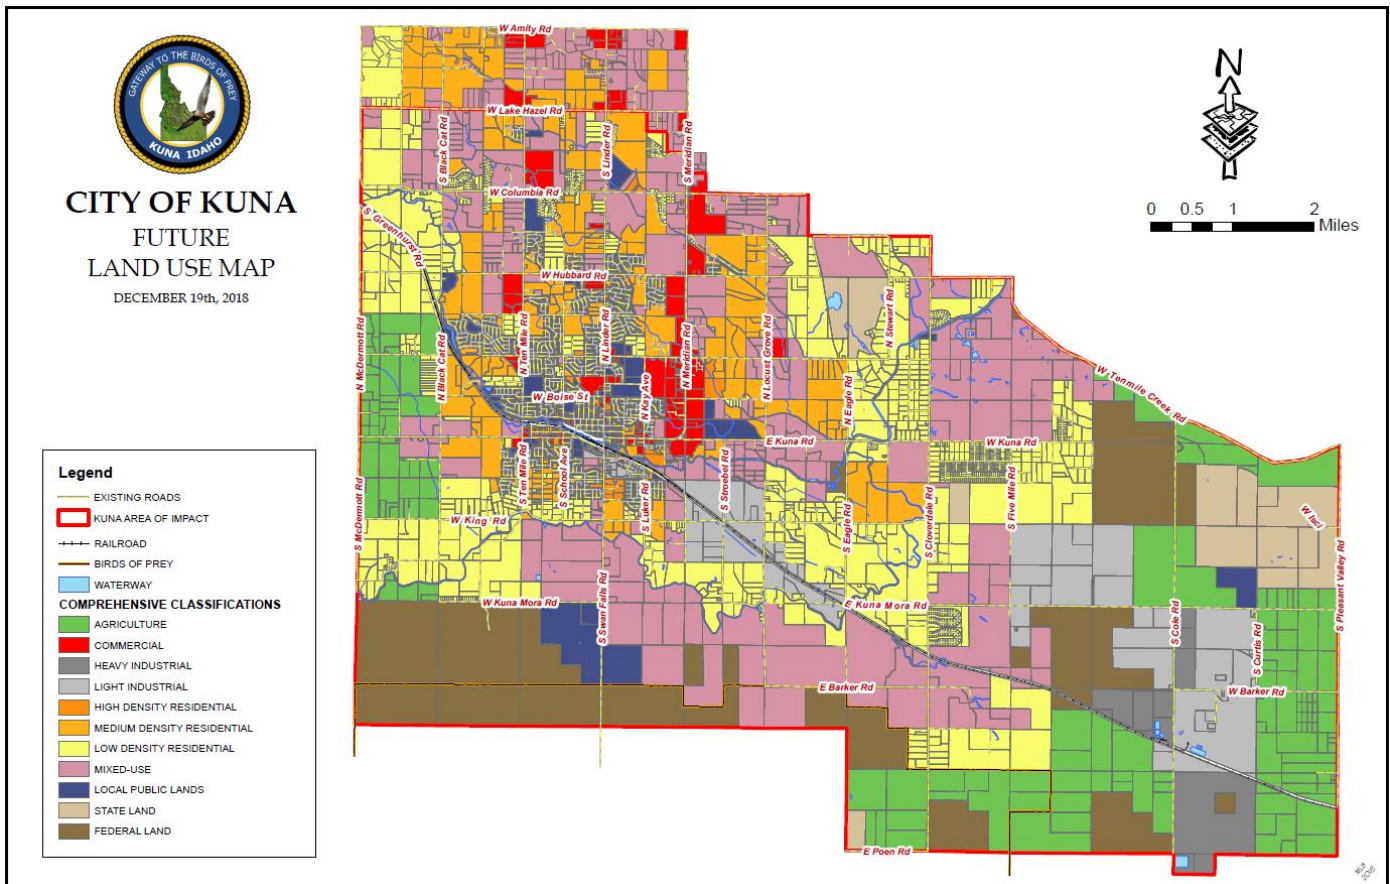 GATEWAY TO THE BIRDS OF PREY
KUNA IDAHO
CITY OF KUNA
FUTURE
LAND USE MAP
DECEMBER 19th, 2018
N
0 0.5 1 2
Miles
W Amity Rd
W Lake Hazel Rd
S Black Cat Rd
S Linder Rd
S Meridian Rd
W Columbia Rd
S Greenhurst Rd
W Hubbard Rd
N McDermott Rd
N Black Cat Rd
N Ten Mile Rd
N Linder Rd
N Kay Ave
N Meridian Rd
N Locust Grove Rd
N Stewart Rd
N Eagle Rd
W Tenmile Creek Rd
W Boise St
E Kuna Rd
W Kuna Rd
S McDermott Rd
S Ten Mile Rd
S School Ave
S Luker Rd
S Stroebel Rd
S Eagle Rd
S Cloverdale Rd
S Five Mile Rd
W Isci
S Pleasant Valley Rd
W King Rd
W Kuna Mora Rd
S Swan Falls Rd
E Kuna Mora Rd
S Cole Rd
S Curtis Rd
E Barker Rd
W Barker Rd
E Poen Rd
Legend
EXISTING ROADS
KUNA AREA OF IMPACT
RAILROAD
BIRDS OF PREY
WATERWAY
COMPREHENSIVE CLASSIFICATIONS
AGRICULTURE
COMMERCIAL
HEAVY INDUSTRIAL
LIGHT INDUSTRIAL
HIGH DENSITY RESIDENTIAL
MEDIUM DENSITY RESIDENTIAL
LOW DENSITY RESIDENTIAL
MIXED-USE
LOCAL PUBLIC LANDS
STATE LAND
FEDERAL LAND
2018